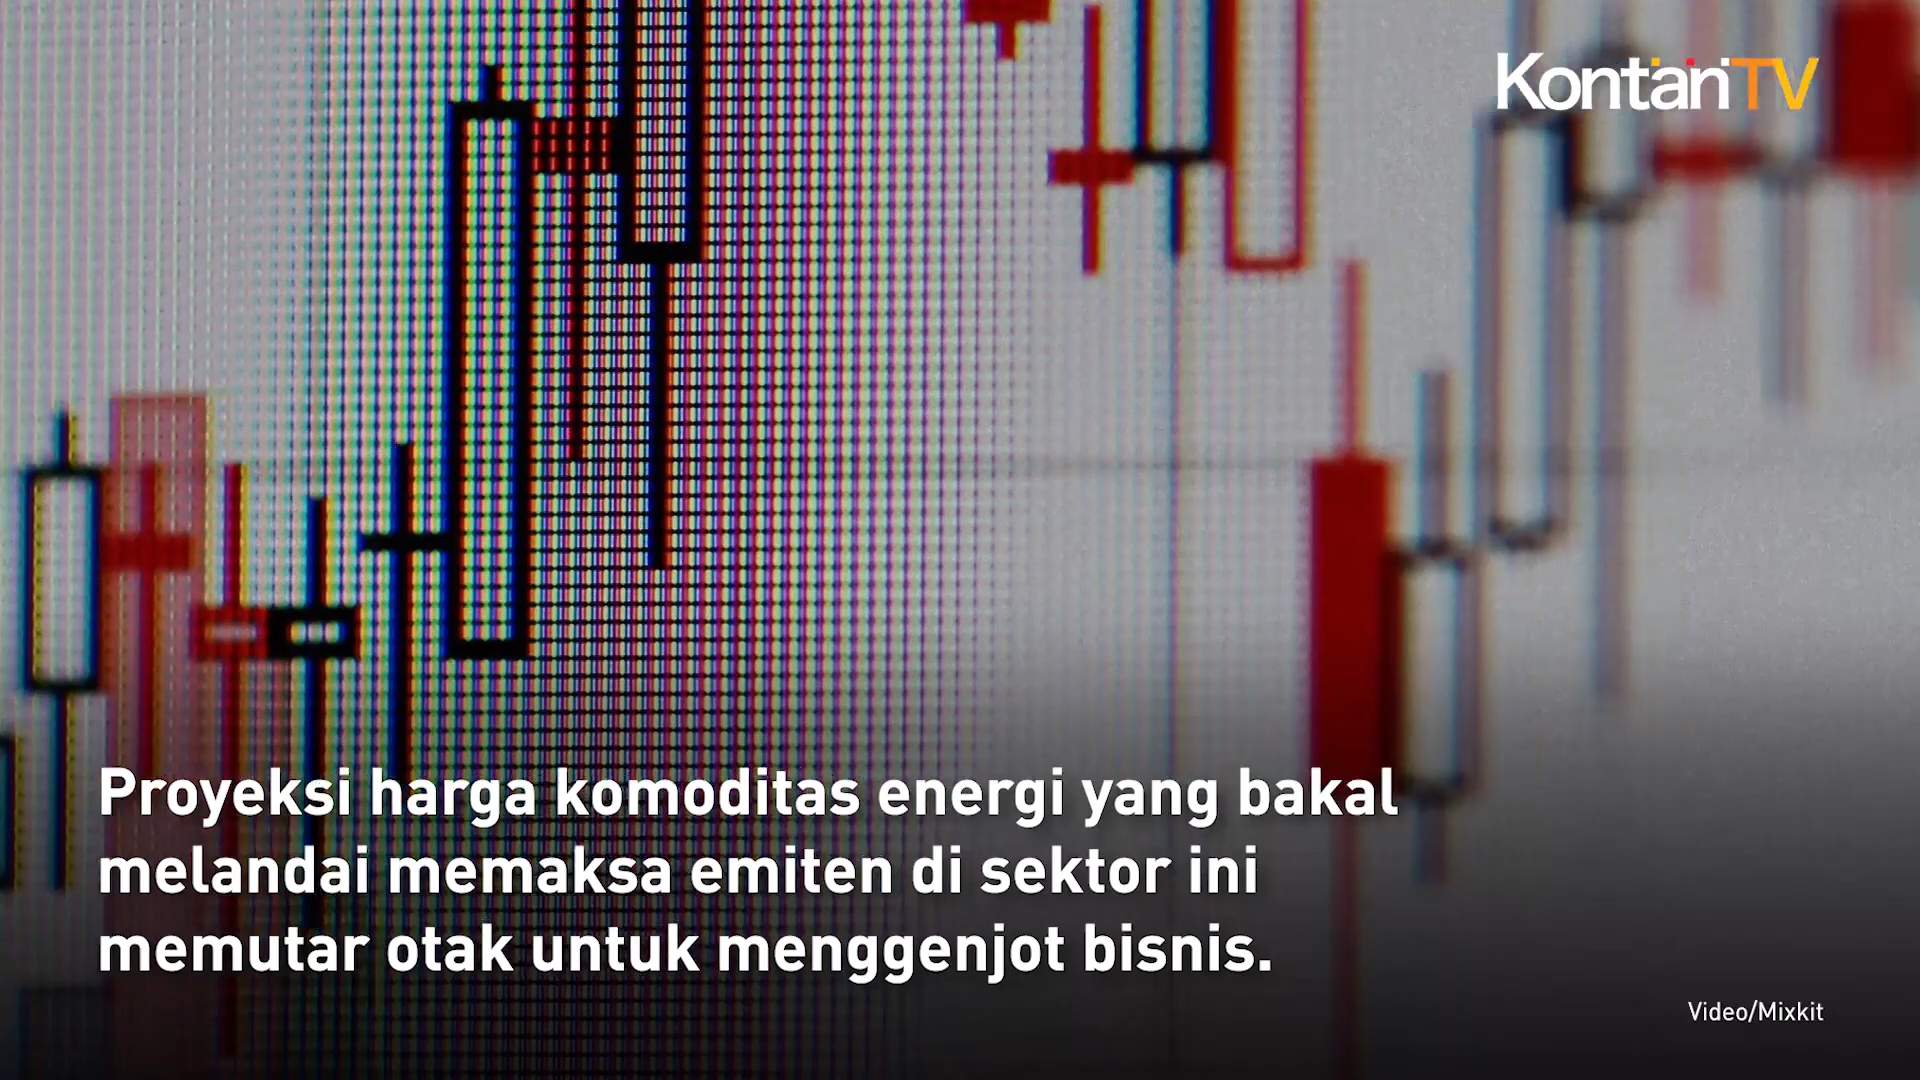 KontanTV
Proyeksi harga komoditas energi yang bakal
melandai memaksa emiten di sektor ini
memutar otak untuk menggenjot bisnis.
Video/Mixkit